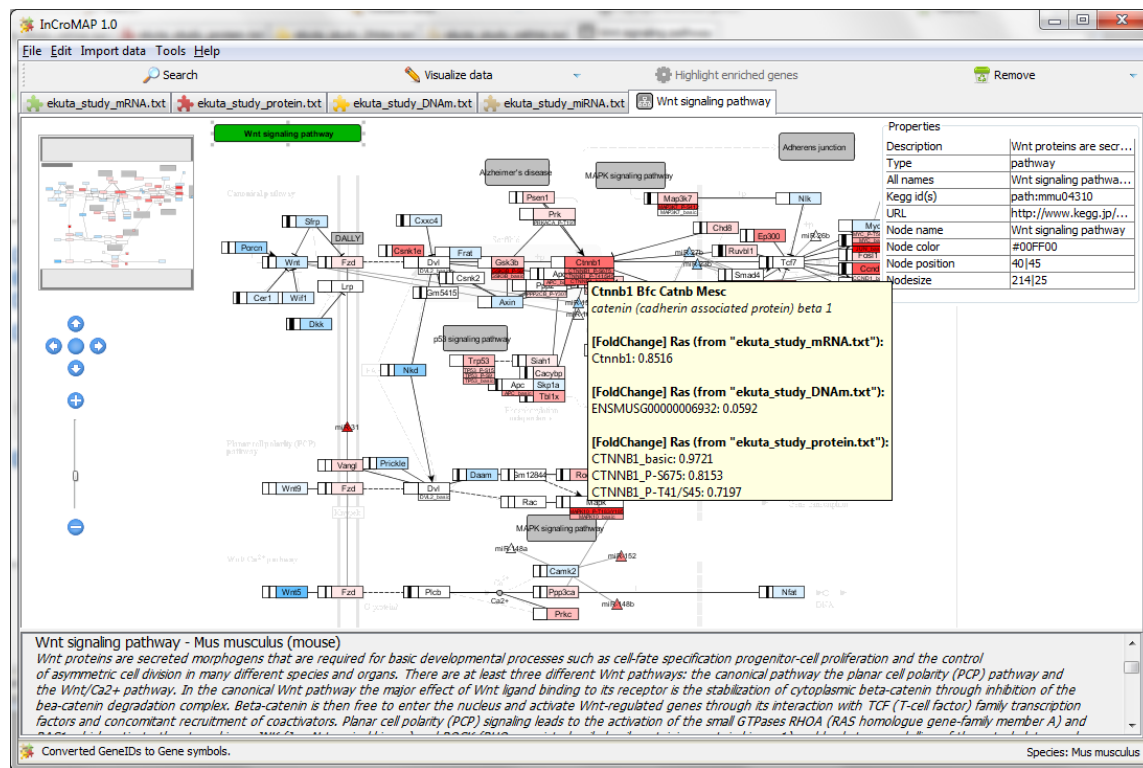 InCroMAP 1.0
File Edit Import data Tools Help
Search Visualize data Highlight enriched genes Remove
ekuta_study_mRNA.txt ekuta_study_protein.txt ekuta_study_DNAm.txt ekuta_study_miRNA.txt Wnt signaling pathway
Wnt signaling pathway
Adherens junction
Alzheimer's disease
MAPK signaling pathway
Psen1
Map3k7
Nlk
Prk
Sfrp
Cxxc4
Chd8
Ep300
DALLY
Porcn
Csnk1e
Frat
Ruvbl1
Wnt
Fzd
Dvl
Gsk3b
Ctnnb1
Tcf7
Csnk2
Smad4
Lrp
Cer1
Wif1
Gm5415
Axin
Dkk
p53 signaling pathway
Trp53
Siah1
Nkd
Cacybp
Apc
Skp1a
Tbl1x
miR-31
Vangl
Prickle
Daam
Gm12844
Wnt9
Fzd
Dvl
Rac
Mapk
MAPK signaling pathway
miR-148a
miR-152
Camk2
Wnt5
Fzd
Plcb
Ca2+
Ppp3ca
Nfat
miR-148b
Prkc
Ctnnb1 Bfc Catnb Mesc
catenin (cadherin associated protein) beta 1
[FoldChange] Ras (from "ekuta_study_mRNA.txt"):
Ctnnb1: 0.8516
[FoldChange] Ras (from "ekuta_study_DNAm.txt"):
ENSMUSG00000006932: 0.0592
[FoldChange] Ras (from "ekuta_study_protein.txt"):
CTNNB1_basic: 0.9721
CTNNB1_P-S675: 0.8153
CTNNB1_P-T41/S45: 0.7197
Properties
Description Wnt proteins are secr...
Type pathway
All names Wnt signaling pathwa...
Kegg id(s) path:mmu04310
URL http://www.kegg.jp/...
Node name Wnt signaling pathway
Node color #00FF00
Node position 40|45
Nodesize 214|25
Wnt signaling pathway - Mus musculus (mouse)
Wnt proteins are secreted morphogens that are required for basic developmental processes such as cell-fate specification progenitor-cell proliferation and the control
of asymmetric cell division in many different species and organs. There are at least three different Wnt pathways: the canonical pathway the planar cell polarity (PCP) pathway and
the Wnt/Ca2+ pathway. In the canonical Wnt pathway the major effect of Wnt ligand binding to its receptor is the stabilization of cytoplasmic beta-catenin through inhibition of the
bea-catenin degradation complex. Beta-catenin is then free to enter the nucleus and activate Wnt-regulated genes through its interaction with TCF (T-cell factor) family transcription
factors and concomitant recruitment of coactivators. Planar cell polarity (PCP) signaling leads to the activation of the small GTPases RHOA (RAS homologue gene-family member A) and
Converted GeneIDs to Gene symbols.
Species: Mus musculus